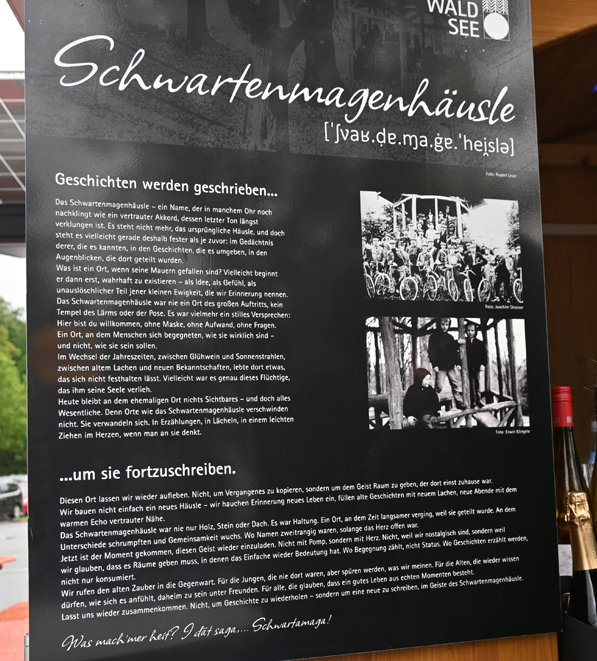 WALD
SEE
Schwartenmagenhäusle
Foto: Rupert Leser
Geschichten werden geschrieben...
Das Schwartenmagenhäusle – ein Name, der in manchem Ohr noch
nachklingt wie ein vertrauter Akkord, dessen letzter Ton längst
verklungen ist. Es steht nicht mehr, das ursprüngliche Häusle, und doch
steht es vielleicht gerade deshalb fester als je zuvor: im Gedächtnis
derer, die es kannten, in den Geschichten, die es umgeben, in den
Augenblicken, die dort geteilt wurden.
Was ist ein Ort, wenn seine Mauern gefallen sind? Vielleicht beginnt
er dann erst, wahrhaft zu existieren – als Idee, als Gefühl, als
unauslöschlicher Teil jener kleinen Ewigkeit, die wir Erinnerung nennen.
Das Schwartenmagenhäusle war nie ein Ort des großen Auftritts, kein
Tempel des Lärms oder der Pose. Es war vielmehr ein stilles Versprechen:
Hier bist du willkommen, ohne Maske, ohne Aufwand, ohne Fragen.
Ein Ort, an dem Menschen sich begegneten, wie sie wirklich sind –
und nicht, wie sie sein sollen.
Im Wechsel der Jahreszeiten, zwischen Glühwein und Sonnenstrahlen,
zwischen altem Lachen und neuen Bekanntschaften, lebte dort etwas,
das sich nicht festhalten lässt. Vielleicht war es genau dieses Flüchtige,
das ihm seine Seele verlieh.
Heute bleibt an dem ehemaligen Ort nichts Sichtbares – und doch alles
Wesentliche. Denn Orte wie das Schwartenmagenhäusle verschwinden
nicht. Sie verwandeln sich. In Erzählungen, in Lächeln, in einem leichten
Ziehen im Herzen, wenn man an sie denkt.
Foto: Joachim Strasser
Foto: Erwin Klingele
...um sie fortzuschreiben.
Diesen Ort lassen wir wieder aufleben. Nicht, um Vergangenes zu kopieren, sondern um dem Geist Raum zu geben, der dort einst zuhause war.
Wir bauen nicht einfach ein neues Häusle – wir hauchen Erinnerung neues Leben ein, füllen alte Geschichten mit neuem Lachen, neue Abende mit dem
warmen Echo vertrauter Nähe.
Das Schwartenmagenhäusle war nie nur Holz, Stein oder Dach. Es war Haltung. Ein Ort, an dem Zeit langsamer verging, weil sie geteilt wurde. An dem
Unterschiede schrumpften und Gemeinsamkeit wuchs. Wo Namen zweitrangig waren, solange das Herz offen war.
Jetzt ist der Moment gekommen, diesen Geist wieder einzuladen. Nicht mit Pomp, sondern mit Herz. Nicht, weil wir nostalgisch sind, sondern weil
wir glauben, dass es Räume geben muss, in denen das Einfache wieder Bedeutung hat. Wo Begegnung zählt, nicht Status. Wo Geschichten erzählt werden,
nicht nur konsumiert.
Wir rufen den alten Zauber in die Gegenwart. Für die Jungen, die nie dort waren, aber spüren werden, was wir meinen. Für die Alten, die wieder wissen
dürfen, wie sich es anfühlt, daheim zu sein unter Freunden. Für alle, die glauben, dass ein gutes Leben aus echten Momenten besteht.
Lasst uns wieder zusammenkommen. Nicht, um Geschichte zu wiederholen – sondern um eine neue zu schreiben, im Geiste des Schwartenmagenhäusle.
Was mach'mer heit? I dät saga,... Schwartamaga!